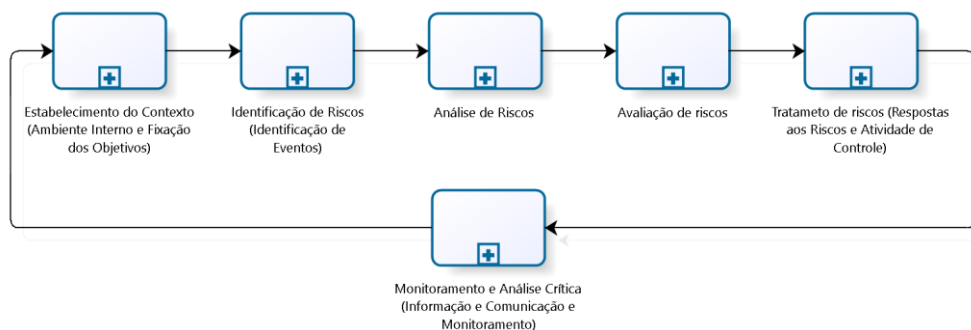 Estabelecimento do Contexto
(Ambiente Interno e Fixação
dos Objetivos)
Identificação de Riscos
(Identificação de
Eventos)
Análise de Riscos
Avaliação de riscos
Tratameto de riscos (Respostas
aos Riscos e Atividade de
Controle)
Monitoramento e Análise Crítica
(Informação e Comunicação e
Monitoramento)